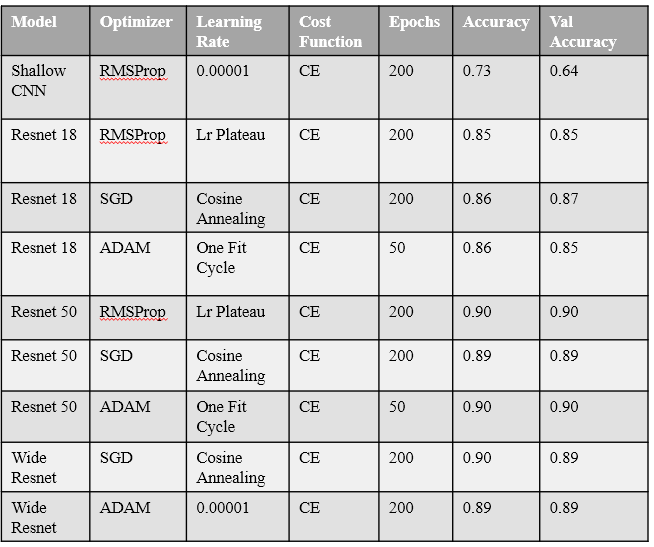 Model Optimizer Learning Rate Cost Function Epochs Accuracy Val Accuracy
Shallow CNN RMSProp 0.00001 CE 200 0.73 0.64
Resnet 18 RMSProp Lr Plateau CE 200 0.85 0.85
Resnet 18 SGD Cosine Annealing CE 200 0.86 0.87
Resnet 18 ADAM One Fit Cycle CE 50 0.86 0.85
Resnet 50 RMSProp Lr Plateau CE 200 0.90 0.90
Resnet 50 SGD Cosine Annealing CE 200 0.89 0.89
Resnet 50 ADAM One Fit Cycle CE 50 0.90 0.90
Wide Resnet SGD Cosine Annealing CE 200 0.90 0.89
Wide Resnet ADAM 0.00001 CE 200 0.89 0.89